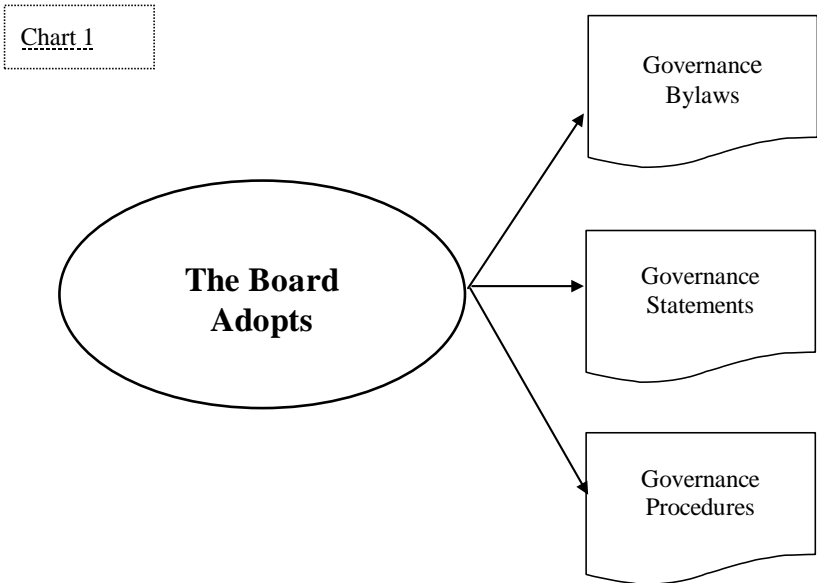 Chart 1
Governance
Bylaws
The Board
Adopts
Governance
Statements
Governance
Procedures